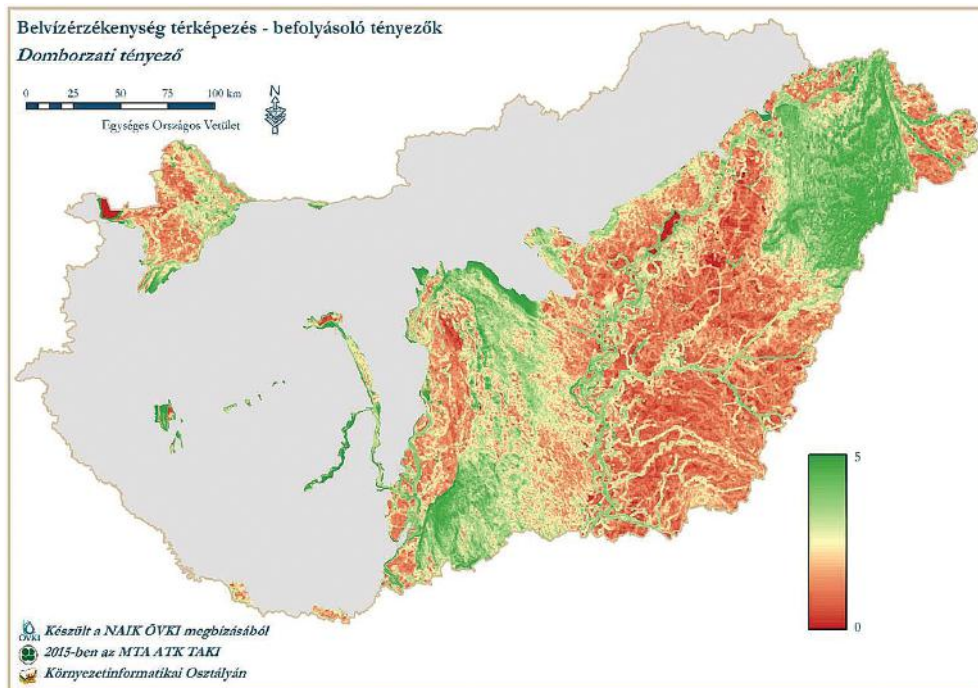 Belvízérzékenység térképezés - befolyásoló tényezők
Domborzati tényező
0 25 50 75 100 km
N
Egységes Országos Vetület
5
0
ÖVKI
Készült a NAIK ÖVKI megbízásából
2015-ben az MTA ATK TAKI
Környezetinformatikai Osztályán